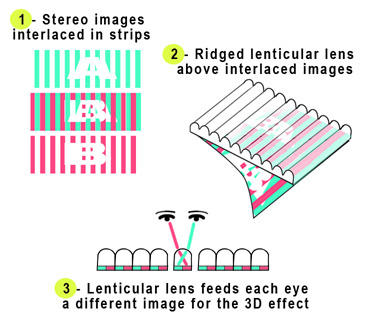 1 - Stereo images
interlaced in strips
A
B
B
2 - Ridged lenticular lens
above interlaced images
3 - Lenticular lens feeds each eye
a different image for the 3D effect